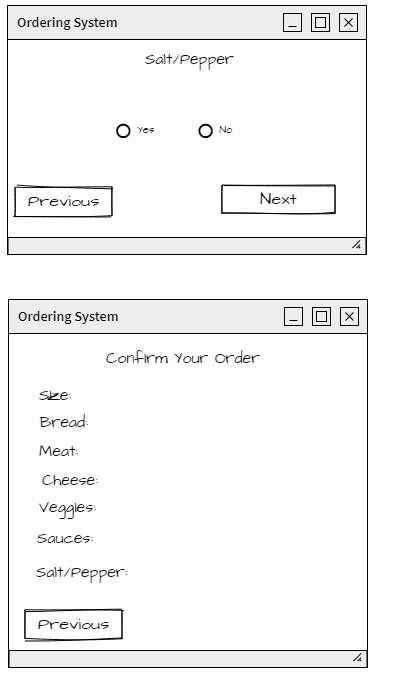 Ordering System
Salt/Pepper
Yes No
Previous Next
Ordering System
Confirm Your Order
Size:
Bread:
Meat:
Cheese:
Veggies:
Sauces:
Salt/Pepper:
Previous